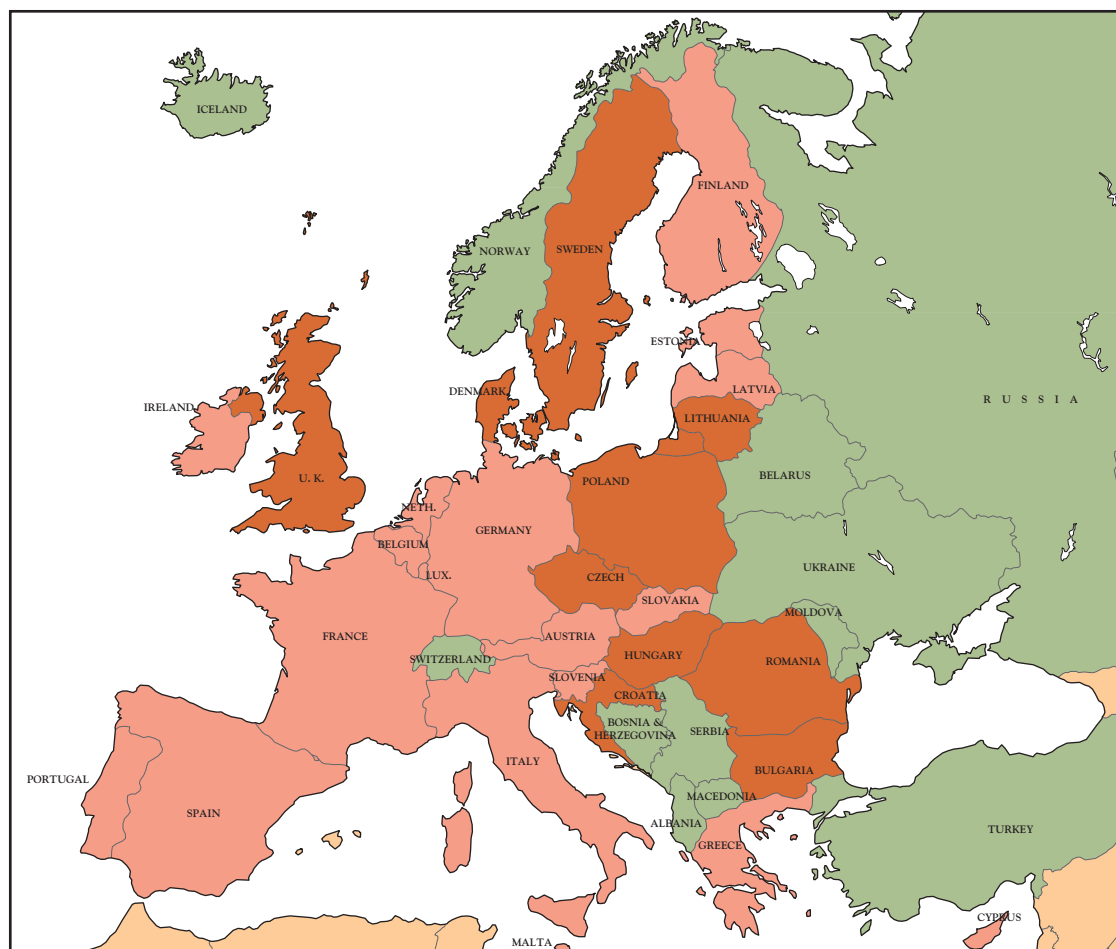 ICELAND
FINLAND
NORWAY
SWEDEN
ESTONIA
DENMARK
LATVIA
R U S S I A
IRELAND
LITHUANIA
U. K.
POLAND
BELARUS
NETH.
GERMANY
BELGIUM
UKRAINE
LUX.
CZECH
SLOVAKIA
MOLDOVA
FRANCE
AUSTRIA
SWITZERLAND
HUNGARY
ROMANIA
SLOVENIA
CROATIA
BOSNIA &
HERZEGOVINA
SERBIA
ITALY
BULGARIA
PORTUGAL
MACEDONIA
SPAIN
ALBANIA
TURKEY
GREECE
CYPRUS
MALTA